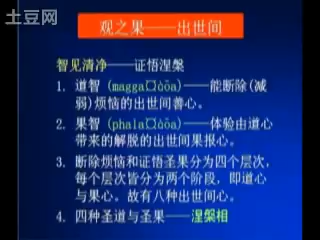 土豆网
观之果——出世间
智见清净——证悟涅槃
1. 道智 (magga¤àõa)——能断除(减
弱)烦恼的出世间善心。
2. 果智 (phala¤àõa)——体验由道心
带来的解脱的出世间果报心。
3. 断除烦恼和证悟圣果分为四个层次，
每个层次皆分为两个阶段，即道心
与果心。故有八种出世间心。
4. 四种圣道与圣果——涅槃相